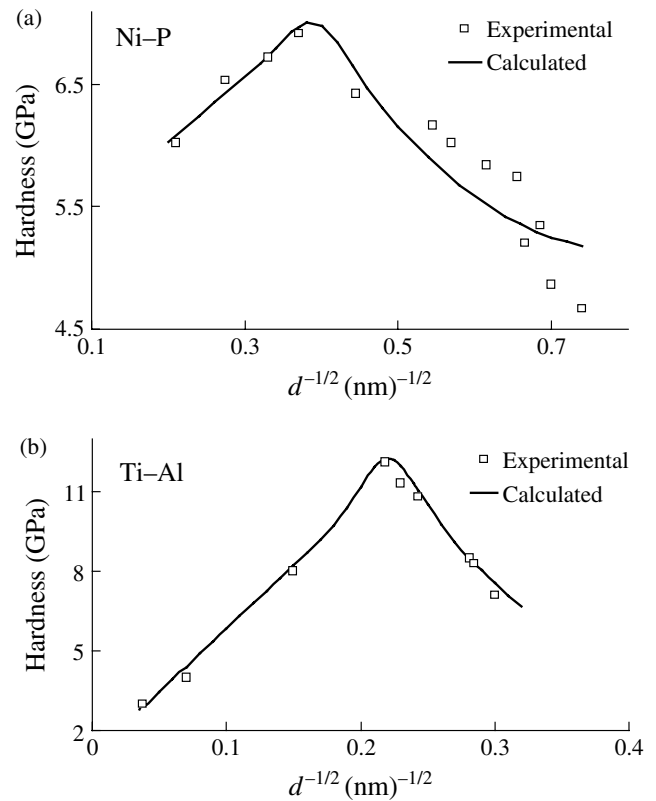 (a)
Ni–P
Experimental
Calculated
Hardness (GPa)
6.5
5.5
4.5
0.1 0.3 0.5 0.7
d⁻¹/² (nm)⁻¹/²
(b)
Ti–Al
Experimental
Calculated
Hardness (GPa)
11
8
5
2
0 0.1 0.2 0.3 0.4
d⁻¹/² (nm)⁻¹/²